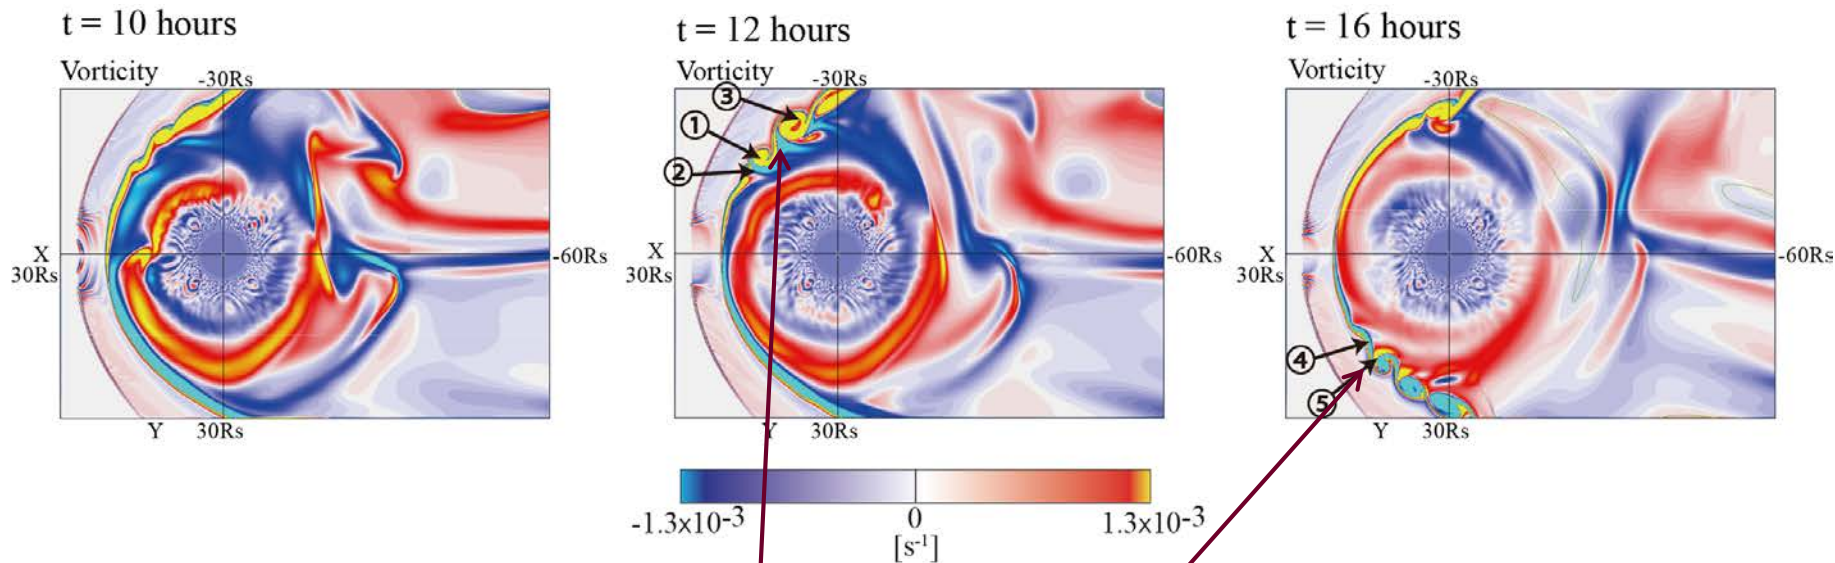 t = 10 hours
Vorticity
-30Rs
X
30Rs
-60Rs
Y
30Rs
t = 12 hours
Vorticity
-30Rs
③
①
②
X
30Rs
-60Rs
Y
30Rs
t = 16 hours
Vorticity
-30Rs
X
30Rs
-60Rs
④
⑤
Y
30Rs
-1.3x10-3
0
1.3x10-3
[s-1]